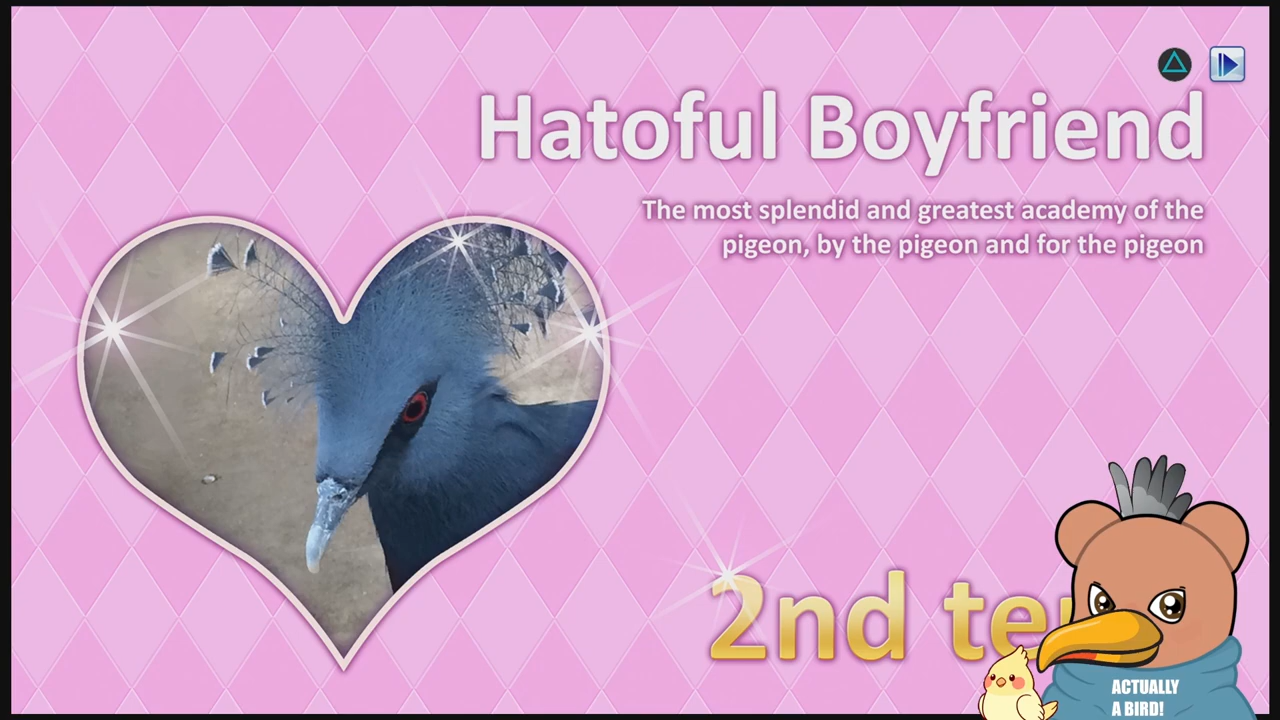 Hatoful Boyfriend
The most splendid and greatest academy of the
pigeon, by the pigeon and for the pigeon
2nd te
ACTUALLY
A BIRD!